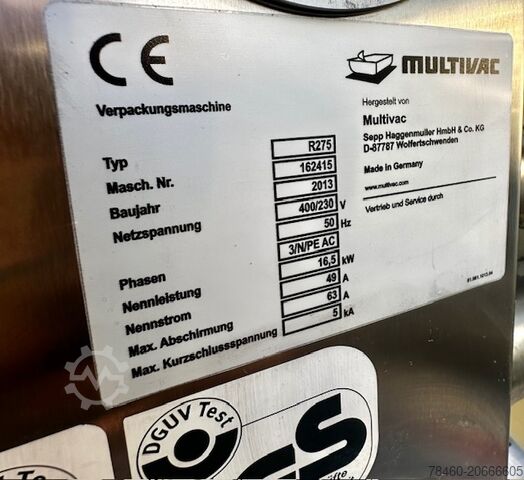 CE
MULTIVAC
Verpackungsmaschine
Typ R275
Masch. Nr. 162415
Baujahr 2013
Netzspannung 400/230 V
50 Hz
Phasen 3/N/PE AC
Nennleistung 16,5 kW
Nennstrom 49 A
Max. Abschirmung 63 A
Max. Kurzschlussspannung 5 kA
Hergestellt von
Multivac
Sepp Haggenmuller GmbH & Co. KG
D-87787 Wolfertschwenden
Made in Germany
www.multivac.com
Vertrieb und Service durch
DGUV Test
78460-20666605